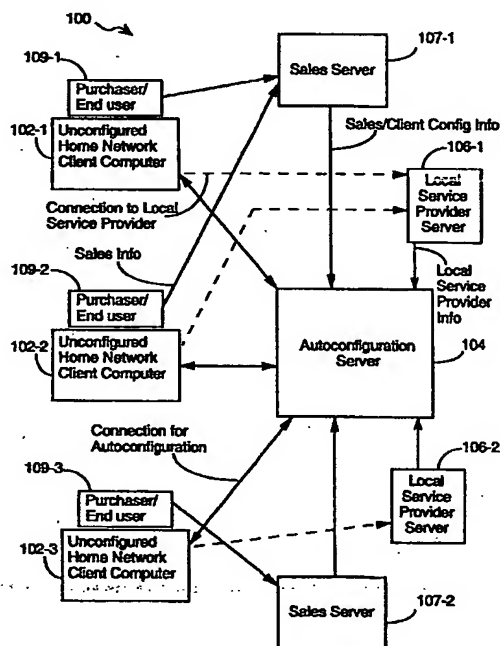 100
109-1
107-1
Purchaser/
End user
Sales Server
102-1
Unconfigured
Home Network
Client Computer
Sales/Client Config Info
106-1
Connection to Local
Service Provider
Local
Service
Provider
Server
Sales Info
109-2
Purchaser/
End user
Local
Service
Provider
Info
102-2
Unconfigured
Home Network
Client Computer
Autoconfiguration
Server
104
Connection for
Autoconfiguration
106-2
109-3
Purchaser/
End user
Local
Service
Provider
Server
102-3
Unconfigured
Home Network
Client Computer
Sales Server
107-2